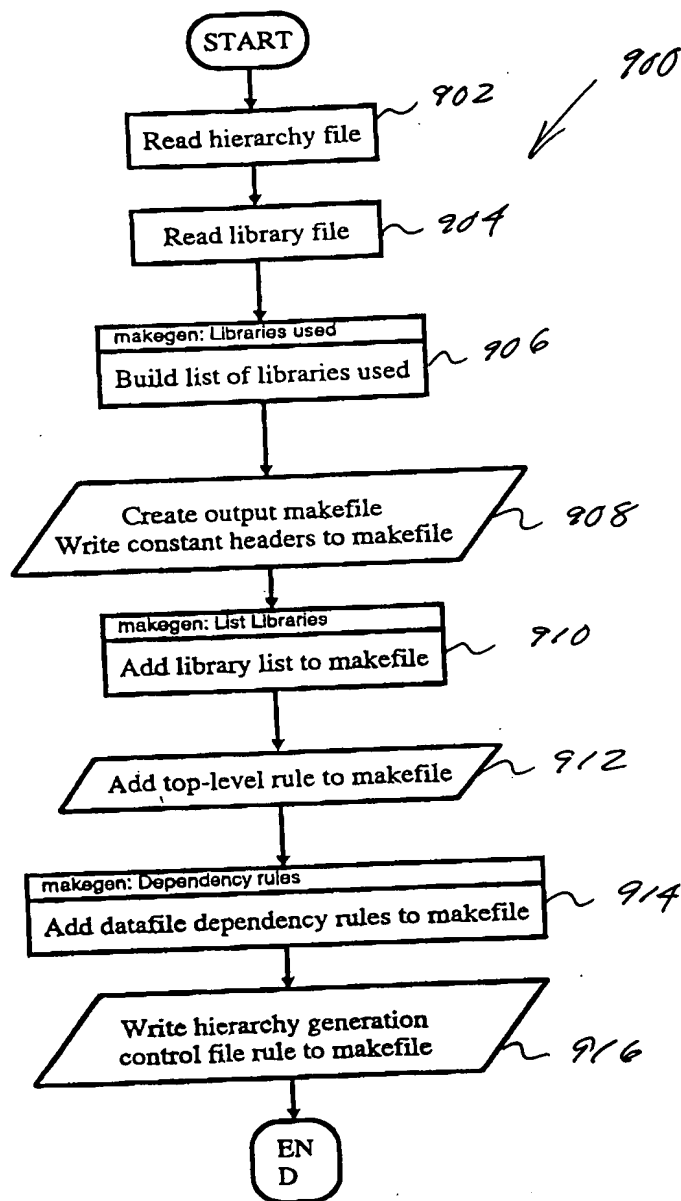 START
900
902
Read hierarchy file
Read library file
904
makegen: Libraries used
906
Build list of libraries used
Create output makefile
Write constant headers to makefile
908
makegen: List Libraries
910
Add library list to makefile
Add top-level rule to makefile
912
makegen: Dependency rules
914
Add datafile dependency rules to makefile
Write hierarchy generation
control file rule to makefile
916
EN
D